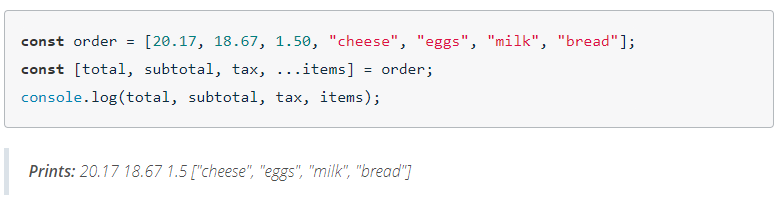 const order = [20.17, 18.67, 1.50, "cheese", "eggs", "milk", "bread"];
const [total, subtotal, tax, ...items] = order;
console.log(total, subtotal, tax, items);
Prints: 20.17 18.67 1.5 ["cheese", "eggs", "milk", "bread"]